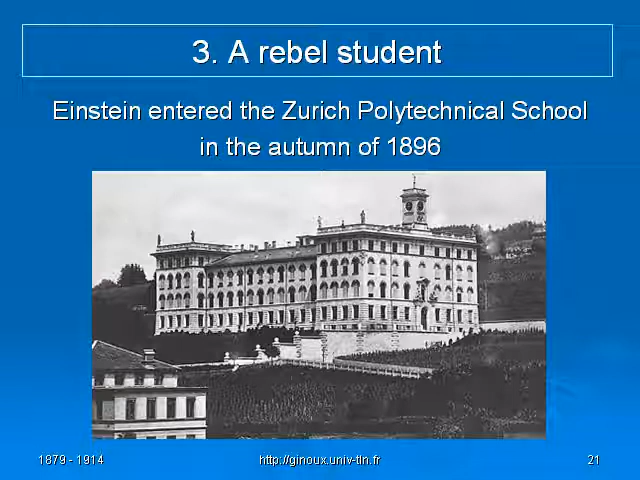 3. A rebel student
Einstein entered the Zurich Polytechnical School
in the autumn of 1896
1879 - 1914
http://ginoux.univ-tln.fr
21